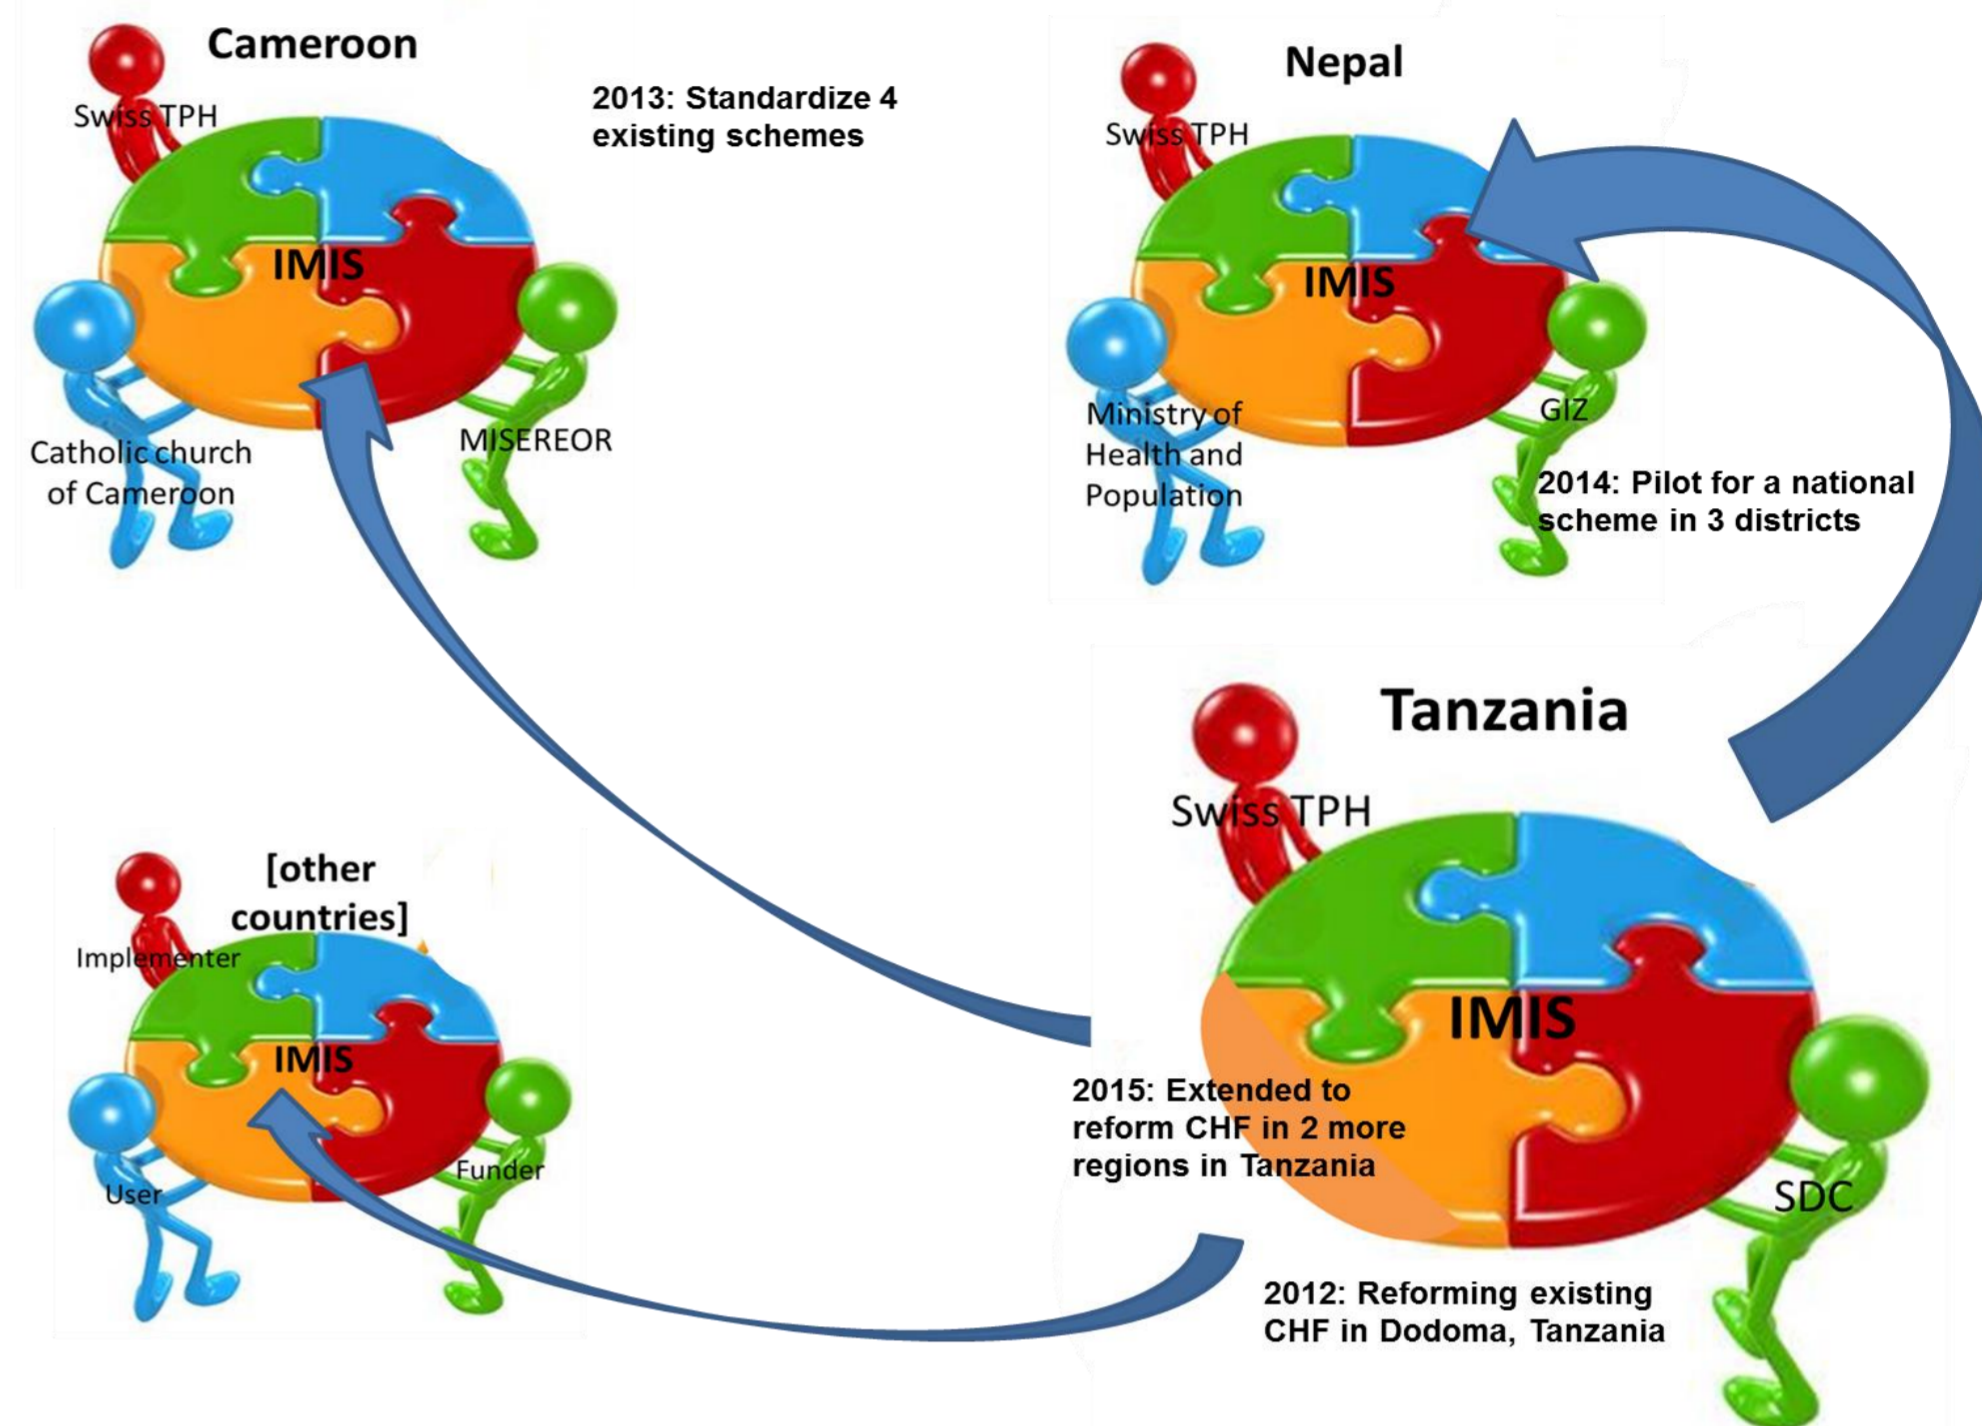 Cameroon
Swiss TPH
2013: Standardize 4
existing schemes
IMIS
Catholic church
of Cameroon
MISEREOR
Nepal
Swiss TPH
IMIS
Ministry of
Health and
Population
GIZ
2014: Pilot for a national
scheme in 3 districts
[other
countries]
Implementer
IMIS
User
Funder
Tanzania
Swiss TPH
IMIS
2015: Extended to
reform CHF in 2 more
regions in Tanzania
SDC
2012: Reforming existing
CHF in Dodoma, Tanzania